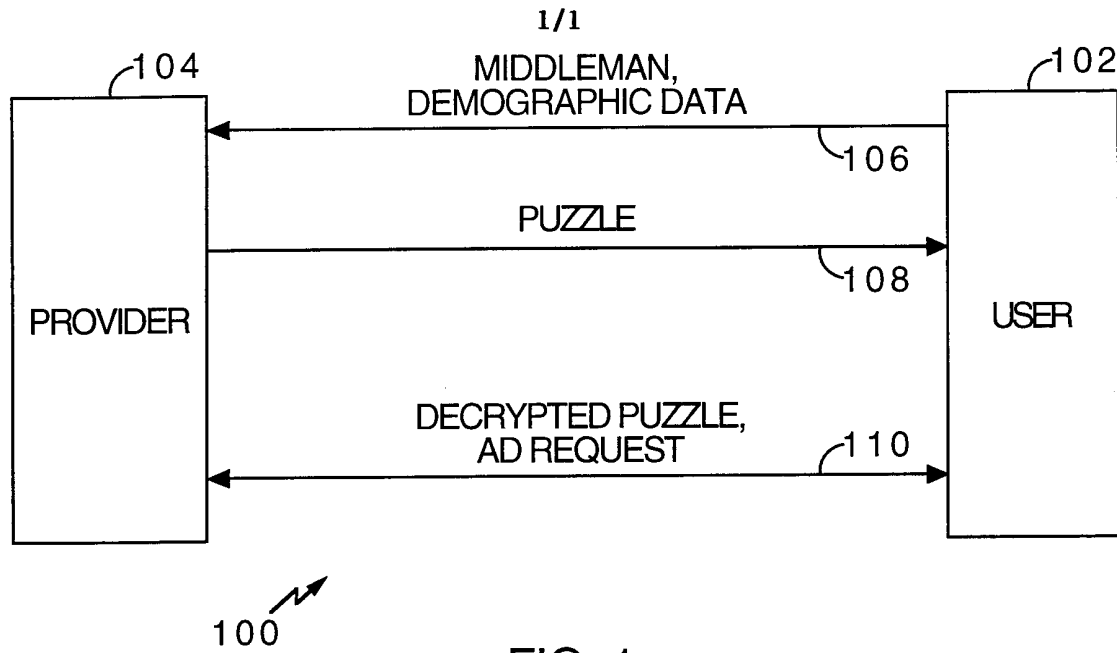 1/1
104
MIDDLEMAN,
DEMOGRAPHIC DATA
102
106
PUZZLE
108
PROVIDER
USER
DECRYPTED PUZZLE,
AD REQUEST
110
100